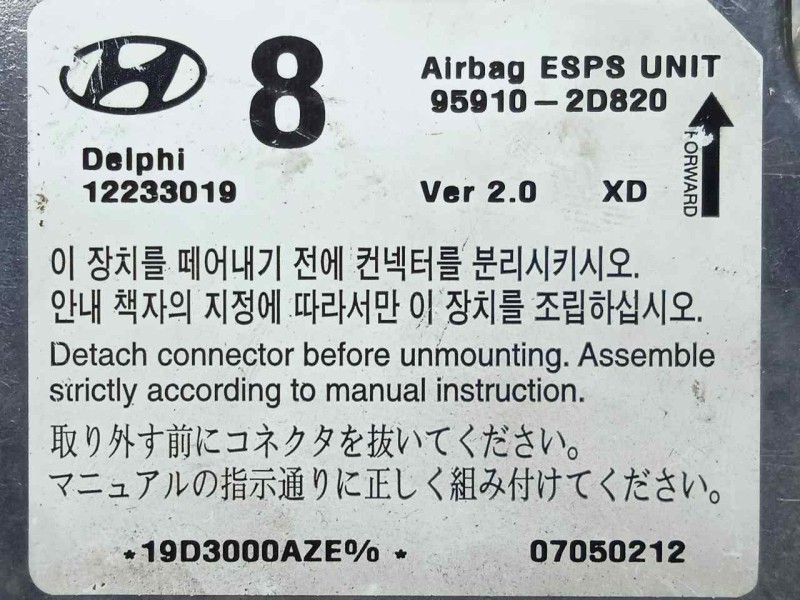 8
Airbag ESPS UNIT
95910-2D820
FORWARD
Delphi
12233019
Ver 2.0 XD
이 장치를 떼어내기 전에 컨넥터를 분리시키시오.
안내 책자의 지정에 따라서만 이 장치를 조립하십시오.
Detach connector before unmounting. Assemble
strictly according to manual instruction.
取り外す前にコネクタを抜いてください。
マニュアルの指示通りに正しく組み付けてください。
*19D3000AZE% * 07050212